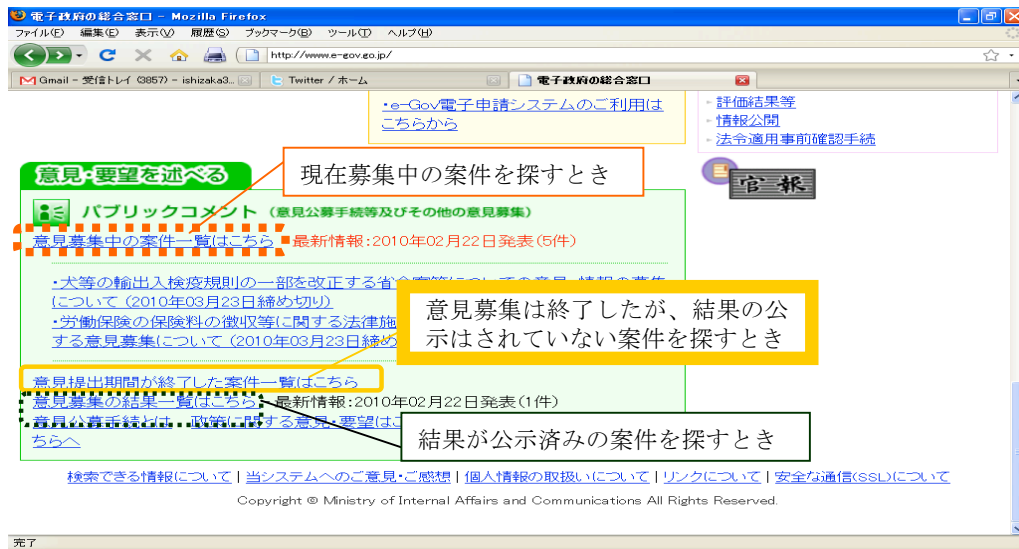 電子政府の総合窓口 - Mozilla Firefox
ファイル(F) 編集(E) 表示(V) 履歴(S) ブックマーク(B) ツール(T) ヘルプ(H)
http://www.e-gov.go.jp/
Gmail - 受信トレイ (3857) - ishizaka3... Twitter / ホーム 電子政府の総合窓口
・e-Gov電子申請システムのご利用は
こちらから
評価結果等
情報公開
法令適用事前確認手続
官報
意見・要望を述べる
現在募集中の案件を探すとき
パブリックコメント (意見公募手続等及びその他の意見募集)
意見募集中の案件一覧はこちら 最新情報:2010年02月22日発表(5件)
・犬等の輸出入検疫規則の一部を改正する省令案等についての意見・情報の募集
について (2010年03月23日締め切り)
・労働保険の保険料の徴収等に関する法律施
する意見募集について (2010年03月23日締め
意見募集は終了したが、結果の公
示はされていない案件を探すとき
意見提出期間が終了した案件一覧はこちら
意見募集の結果一覧はこちら 最新情報:2010年02月22日発表(1件)
意見公募手続とは 政策に関する意見・要望はこ
ちらへ
結果が公示済みの案件を探すとき
検索できる情報について | 当システムへのご意見・ご感想 | 個人情報の取扱いについて | リンクについて | 安全な通信(SSL)について
Copyright © Ministry of Internal Affairs and Communications All Rights Reserved.
完了